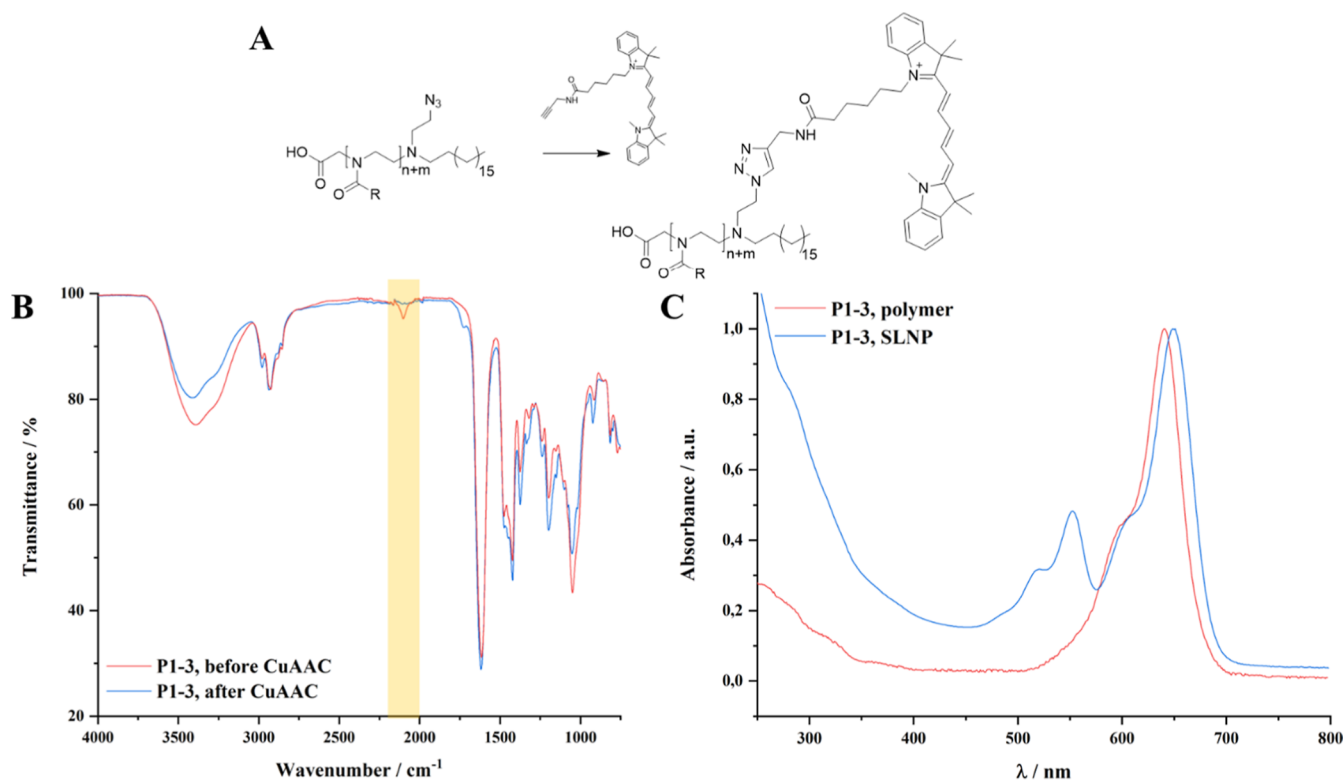 A
N₃
N⁺
O
NH
N
HO
O
N
O
R
n+m
N
15
N⁺
O
NH
N
N
N
N
HO
O
N
O
R
n+m
N
15
B
100
80
60
40
20
4000 3500 3000 2500 2000 1500 1000
Transmittance / %
Wavenumber / cm⁻¹
P1-3, before CuAAC
P1-3, after CuAAC
C
P1-3, polymer
P1-3, SLNP
1,0
0,8
0,6
0,4
0,2
0,0
300 400 500 600 700 800
Absorbance / a.u.
λ / nm